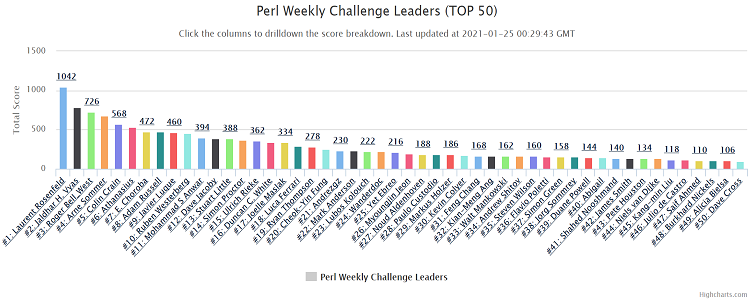 Perl Weekly Challenge Leaders (TOP 50)
Click the columns to drilldown the score breakdown. Last updated at 2021-01-25 00:29:43 GMT
Total Score
1500
1000
500
0
1042
726
568
472
460
394
388
362
334
278
230
222
216
188
186
168
162
160
158
144
140
134
118
110
106
#1: Laurent Rosenfeld
#2: Jaldhar H. Vyas
#3: Roger Bell_West
#4: Arne Sommer
#5: Colin Crain
#6: Athanasius
#7: E. Choroba
#8: Adam Russell
#9: Javier Luque
#10: Ruben Westerberg
#11: Mohammad S Anwar
#12: Dave Jacoby
#13: Stuart Little
#14: Simon Proctor
#15: Ulrich Rieke
#16: Duncan C. White
#17: Joelle Maslak
#18: Luca Ferrari
#19: Ryan Thompson
#20: Cheok-Yin Fung
#21: Andrezgz
#22: Mark Anderson
#23: Lubos Kolouch
#24: Wanderdoc
#25: Yet Ebreo
#26: Myoungjin Jeon
#27: Noud Aldenhoven
#28: Paulo Custodio
#29: Markus Holzer
#30: Kevin Colyer
#31: Feng Chang
#32: Nan Meng Ang
#33: Walt Mankowski
#34: Andrew Shitov
#35: Steven Wilson
#36: Flavio Poletti
#37: Simon Green
#38: Jorg Sommrey
#39: Duane Powell
#40: Abigail
#41: Shahed Nooshmand
#42: James Smith
#43: Pete Houston
#44: Niels van Dijke
#45: Kang-min Liu
#46: Julio de Castro
#47: Saif Ahmed
#48: Burkhard Nickels
#49: Alicia Bielsa
#50: Dave Cross
Perl Weekly Challenge Leaders
Highcharts.com